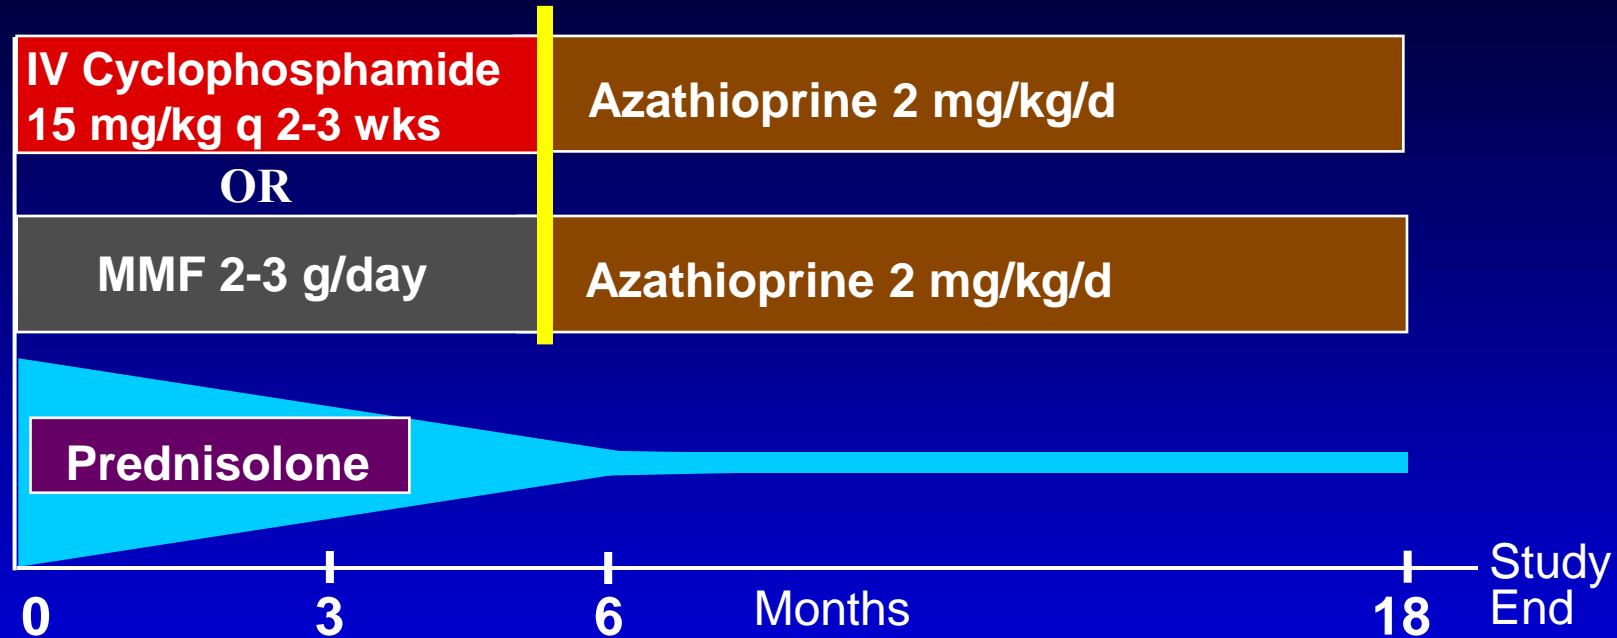 IV Cyclophosphamide
15 mg/kg q 2-3 wks
Azathioprine 2 mg/kg/d
OR
MMF 2-3 g/day
Azathioprine 2 mg/kg/d
Prednisolone
0
3
6
Months
18
Study
End